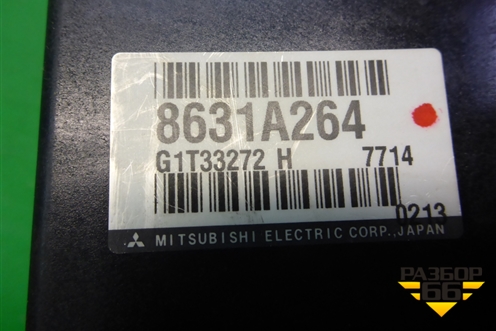 8631A264
G1T33272 H 7714
0213
MITSUBISHI ELECTRIC CORP., JAPAN
РАЗБОР
66